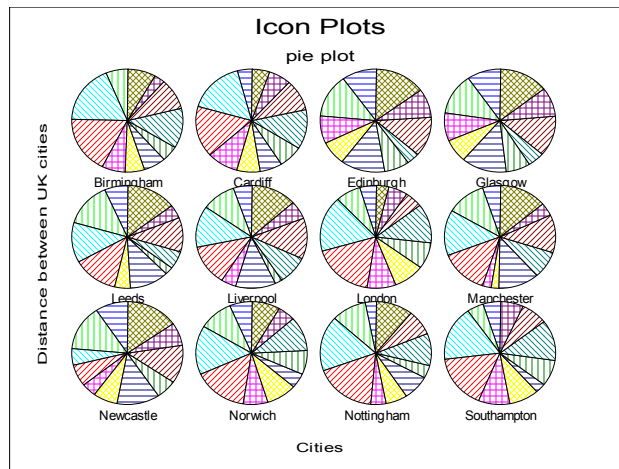 Icon Plots
pie plot
Distance between UK cities
Birmingham Cardiff Edinburgh Glasgow
Leeds Liverpool London Manchester
Newcastle Norwich Nottingham Southampton
Cities